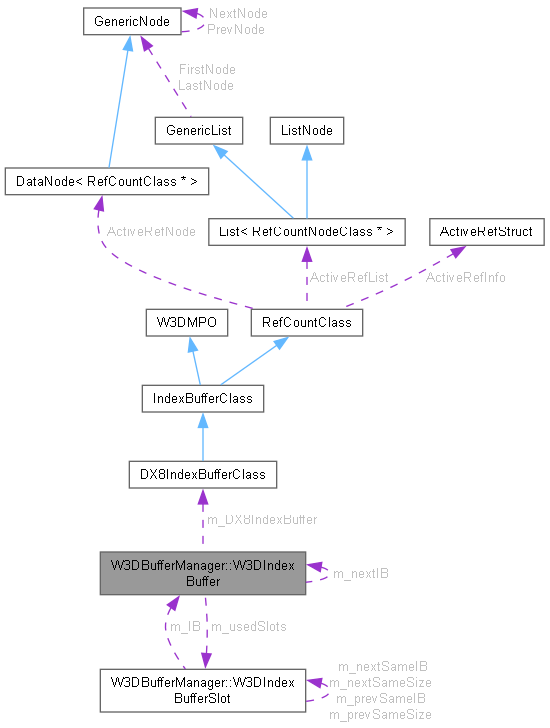 GenericNode
NextNode
PrevNode
FirstNode
LastNode
GenericList
ListNode
DataNode< RefCountClass * >
ActiveRefNode
List< RefCountNodeClass * >
ActiveRefStruct
ActiveRefList
ActiveRefInfo
W3DMPO
RefCountClass
IndexBufferClass
DX8IndexBufferClass
m_DX8IndexBuffer
W3DBufferManager::W3DIndex
Buffer
m_nextIB
m_IB
m_usedSlots
W3DBufferManager::W3DIndex
BufferSlot
m_nextSameIB
m_nextSameSize
m_prevSameIB
m_prevSameSize